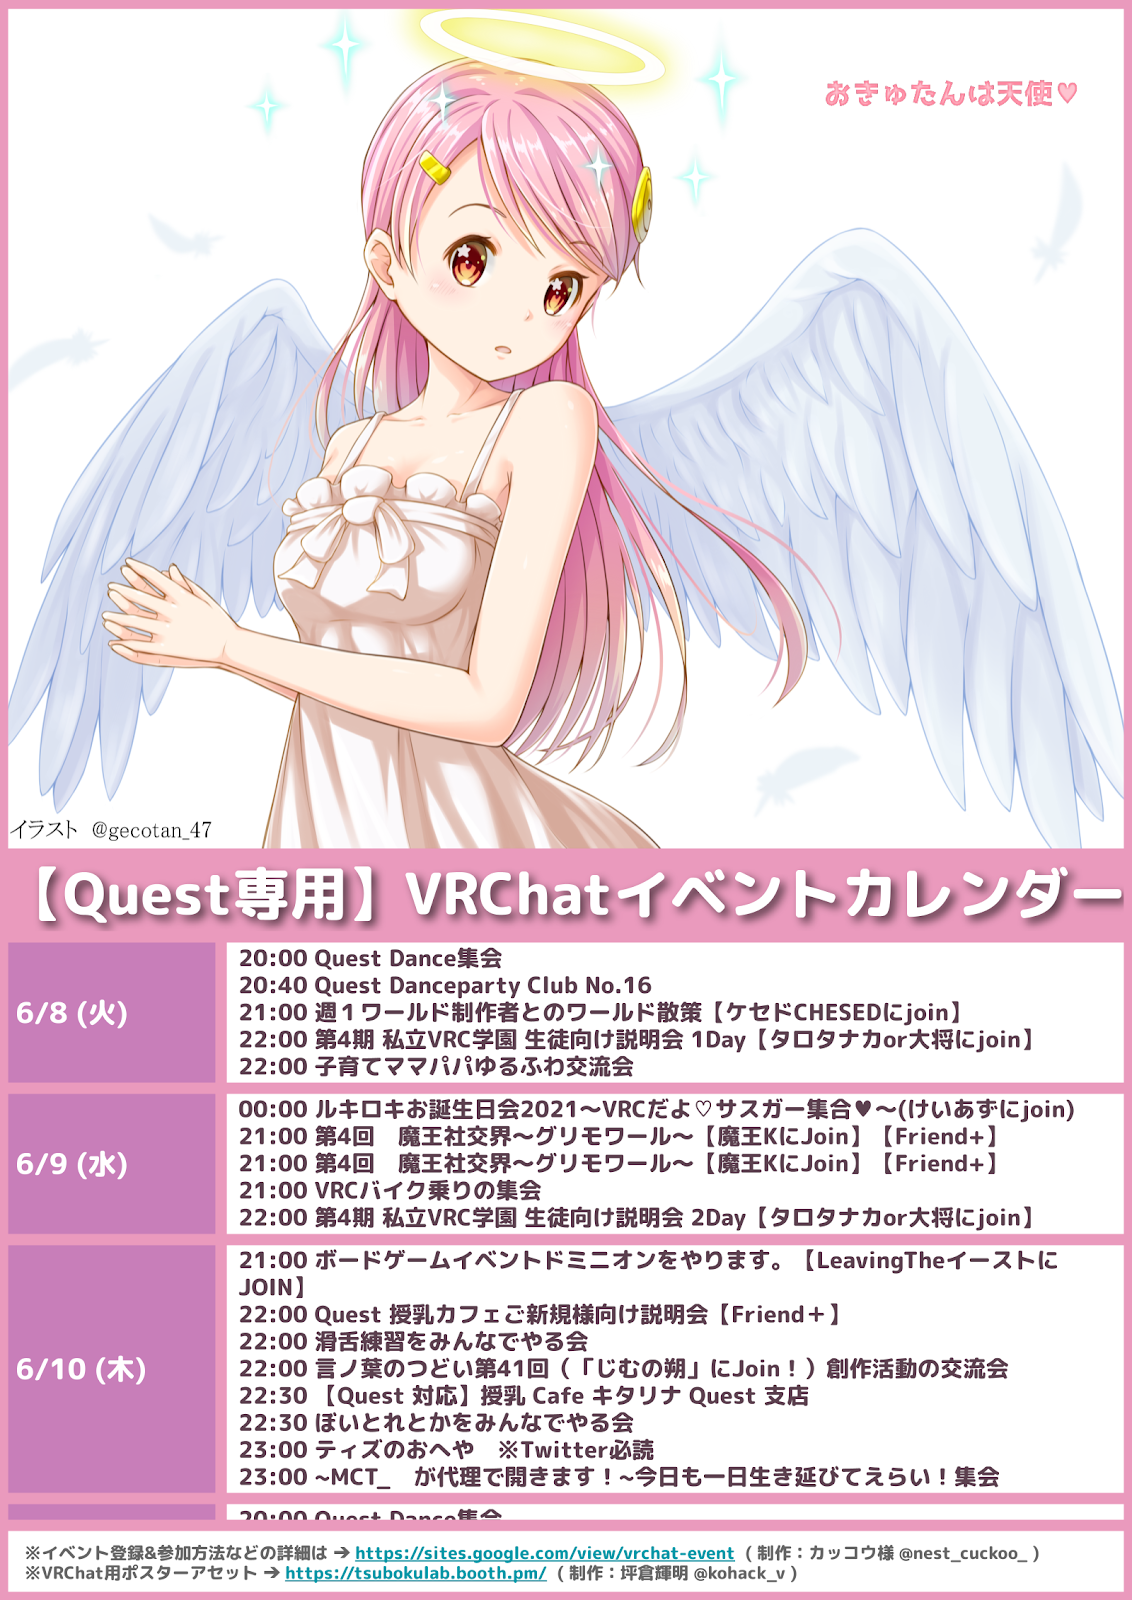 おきゅたんは天使♥
イラスト @gecotan_47
【Quest専用】VRChatイベントカレンダー
6/8 (火)
20:00 Quest Dance集会
20:40 Quest Danceparty Club No.16
21:00 週１ワールド制作者とのワールド散策【ケセドCHESEDにjoin】
22:00 第4期 私立VRC学園 生徒向け説明会 1Day【タロタナカor大将にjoin】
22:00 子育てママパパゆるふわ交流会
6/9 (水)
00:00 ルキロキお誕生日会2021～VRCだよ♡サスガー集合♥～(けいあずにjoin)
21:00 第4回　魔王社交界～グリモワール～【魔王KにJoin】【Friend+】
21:00 第4回　魔王社交界～グリモワール～【魔王KにJoin】【Friend+】
21:00 VRCバイク乗りの集会
22:00 第4期 私立VRC学園 生徒向け説明会 2Day【タロタナカor大将にjoin】
6/10 (木)
21:00 ボードゲームイベントドミニオンをやります。【LeavingTheイーストに
JOIN】
22:00 Quest 授乳カフェご新規様向け説明会【Friend＋】
22:00 滑舌練習をみんなでやる会
22:00 言ノ葉のつどい第41回（「じむの朔」にJoin！）創作活動の交流会
22:30 【Quest 対応】授乳 Cafe キタリナ Quest 支店
22:30 ぼいとれとかをみんなでやる会
23:00 ティズのおへや　※Twitter必読
23:00 ~MCT_　が代理で開きます！~今日も一日生き延びてえらい！集会
20:00 Quest Dance集会
※イベント登録&参加方法などの詳細は → https://sites.google.com/view/vrchat-event （制作：カッコウ様 @nest_cuckoo_ ）
※VRChat用ポスターアセット → https://tsubokulab.booth.pm/ （制作：坪倉輝明 @kohack_v ）